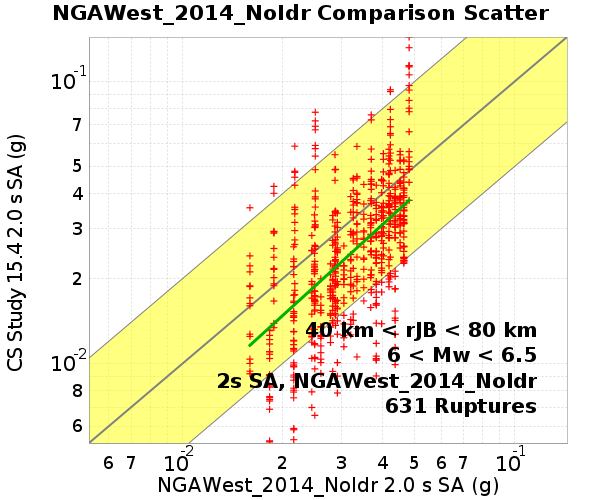 NGAWest_2014_NoIdr Comparison Scatter
CS Study 15.4 2.0 s SA (g)
10^-1
7
5
4
3
2
10^-2
8
6
40 km < rJB < 80 km
6 < Mw < 6.5
2s SA, NGAWest_2014_NoIdr
631 Ruptures
6 7 10^-2 2 3 4 5 6 7 10^-1
NGAWest_2014_NoIdr 2.0 s SA (g)